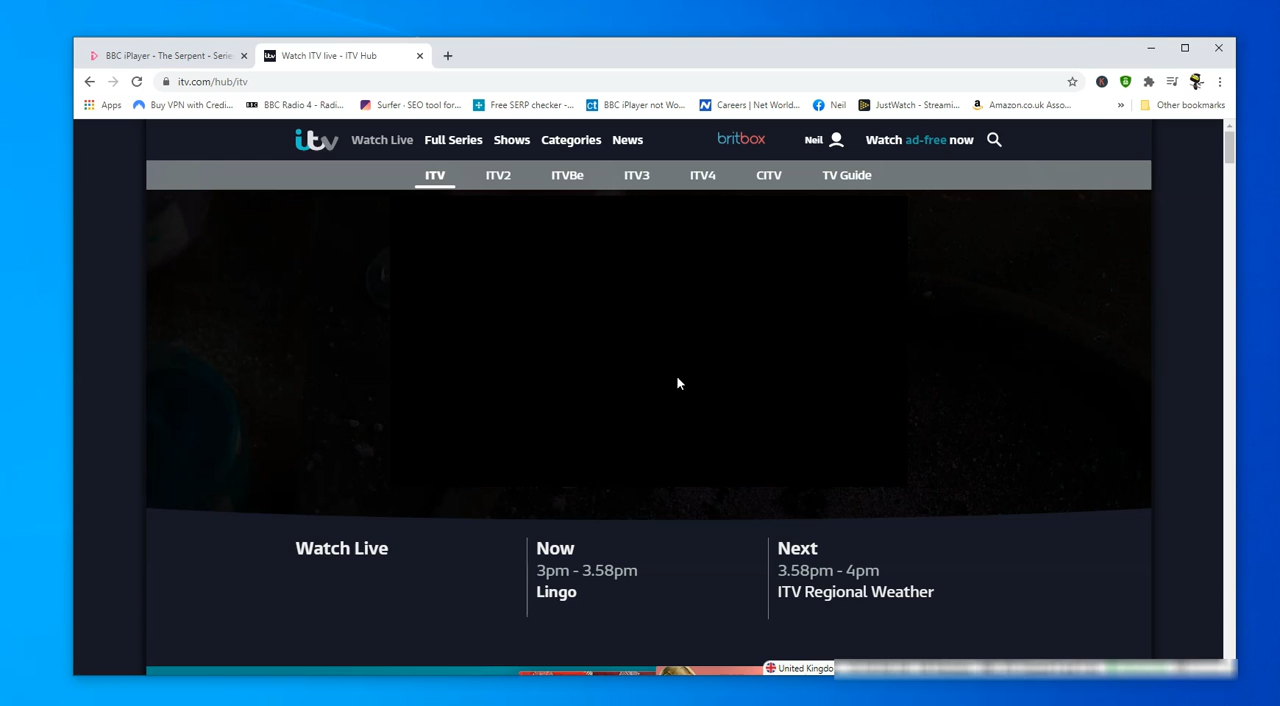 BBC iPlayer - The Serpent - Serie
Watch ITV live - ITV Hub
itv.com/hub/itv
Apps
Buy VPN with Credi...
BBC Radio 4 - Radi...
Surfer - SEO tool for...
Free SERP checker -...
BBC iPlayer not Wo...
Careers | Net World...
Neil
JustWatch - Streami...
Amazon.co.uk Asso...
»
Other bookmarks
itv Watch Live Full Series Shows Categories News britbox Neil Watch ad-free now
ITV ITV2 ITVBe ITV3 ITV4 CITV TV Guide
Watch Live
Now
3pm - 3.58pm
Lingo
Next
3.58pm - 4pm
ITV Regional Weather
United Kingdo